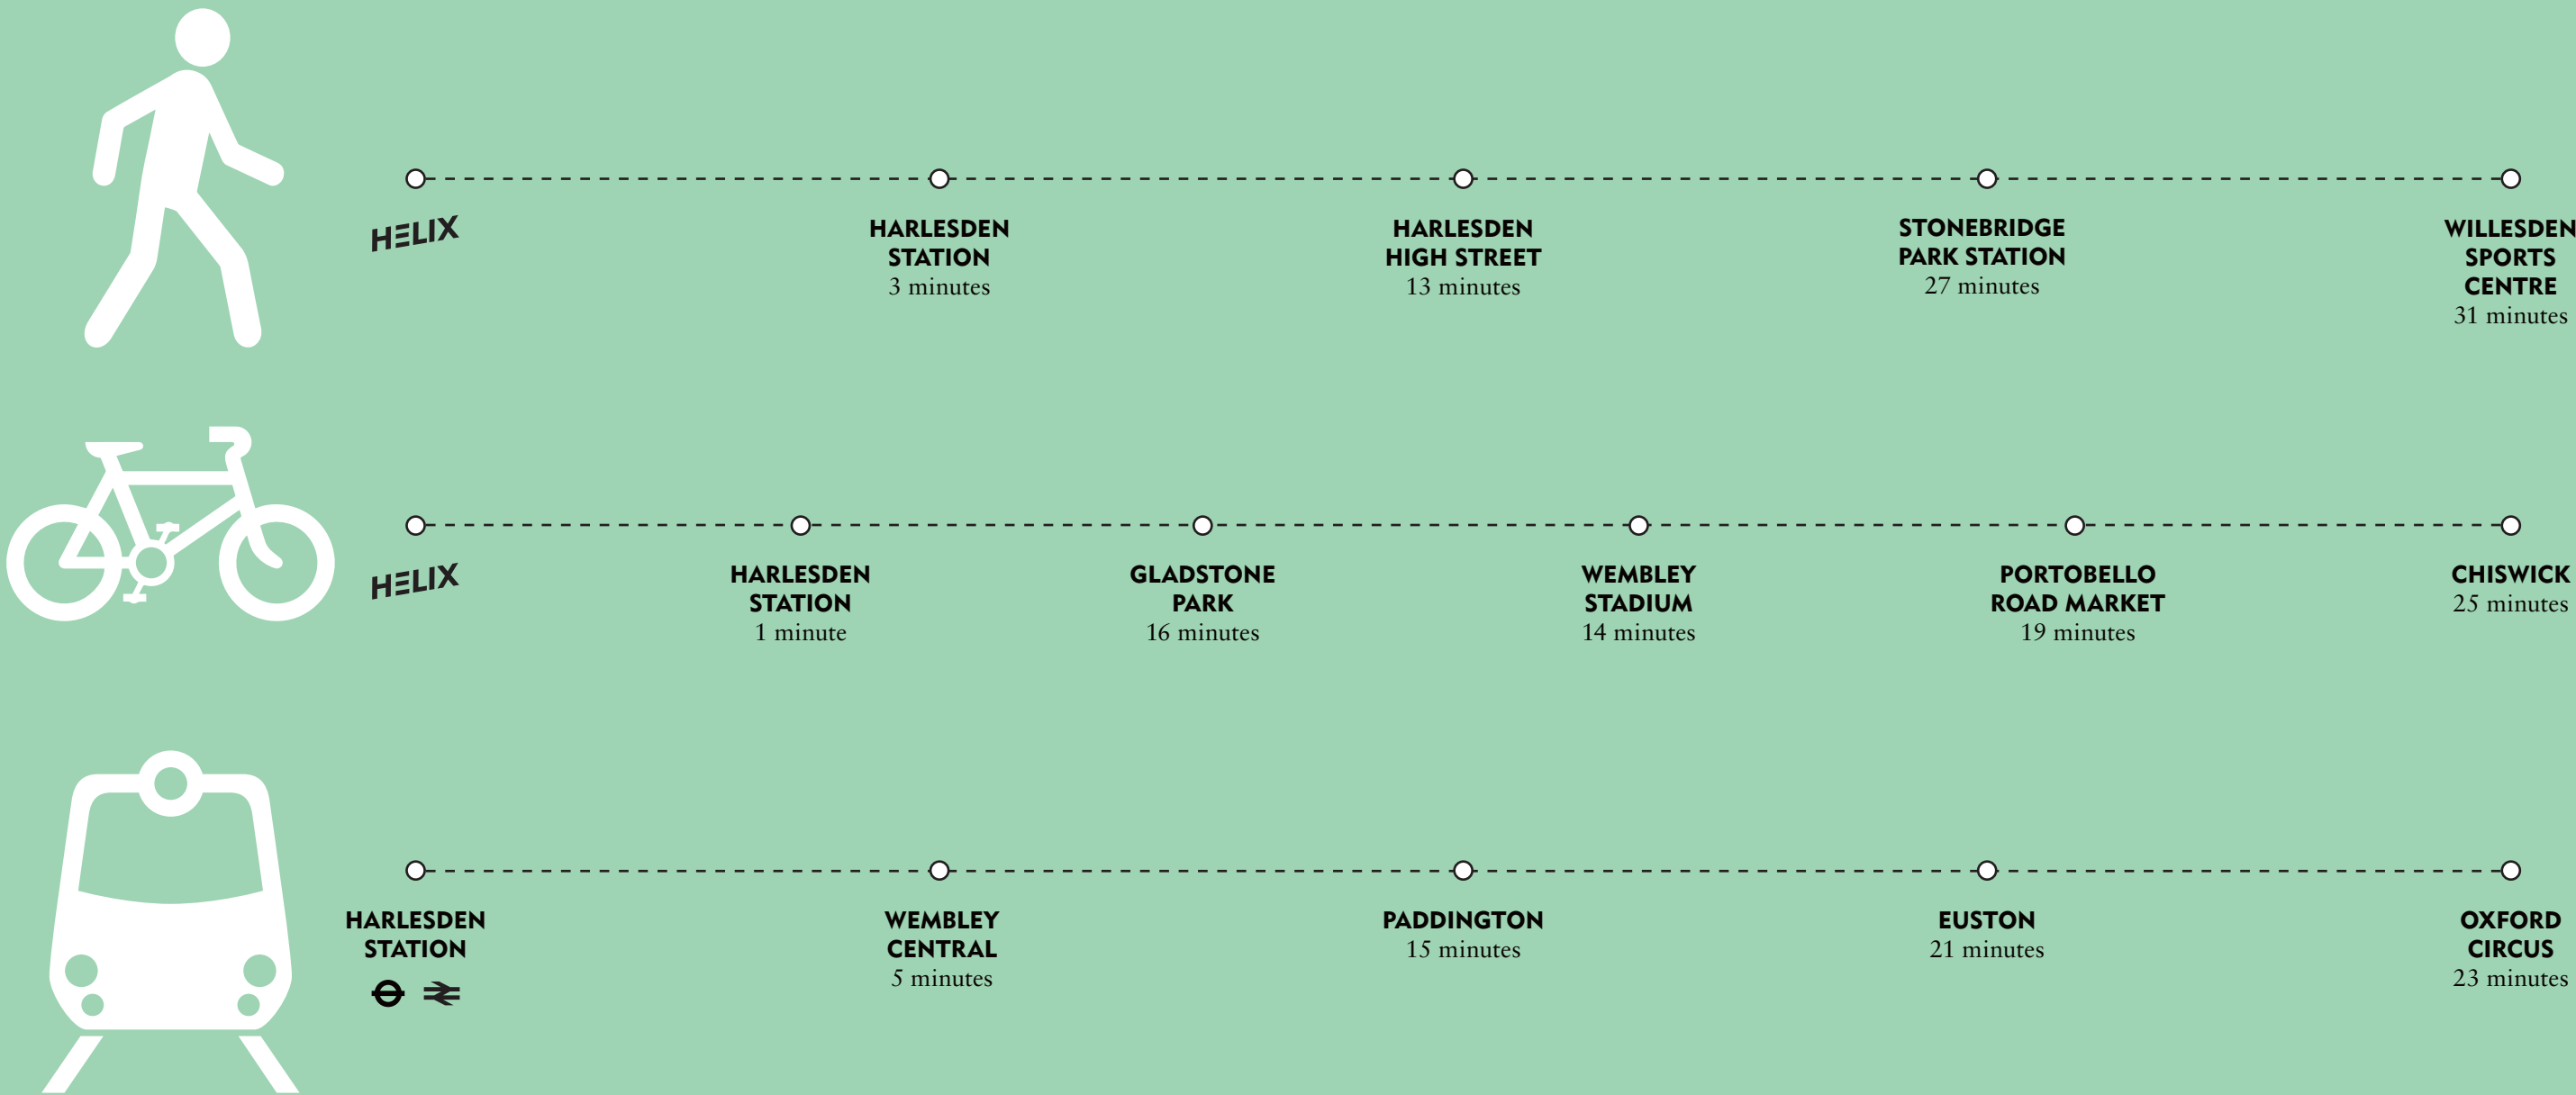 HELIX
HARLESDEN
STATION
3 minutes
HARLESDEN
HIGH STREET
13 minutes
STONEBRIDGE
PARK STATION
27 minutes
WILLESDEN
SPORTS
CENTRE
31 minutes
HELIX
HARLESDEN
STATION
1 minute
GLADSTONE
PARK
16 minutes
WEMBLEY
STADIUM
14 minutes
PORTOBELLO
ROAD MARKET
19 minutes
CHISWICK
25 minutes
HARLESDEN
STATION
WEMBLEY
CENTRAL
5 minutes
PADDINGTON
15 minutes
EUSTON
21 minutes
OXFORD
CIRCUS
23 minutes